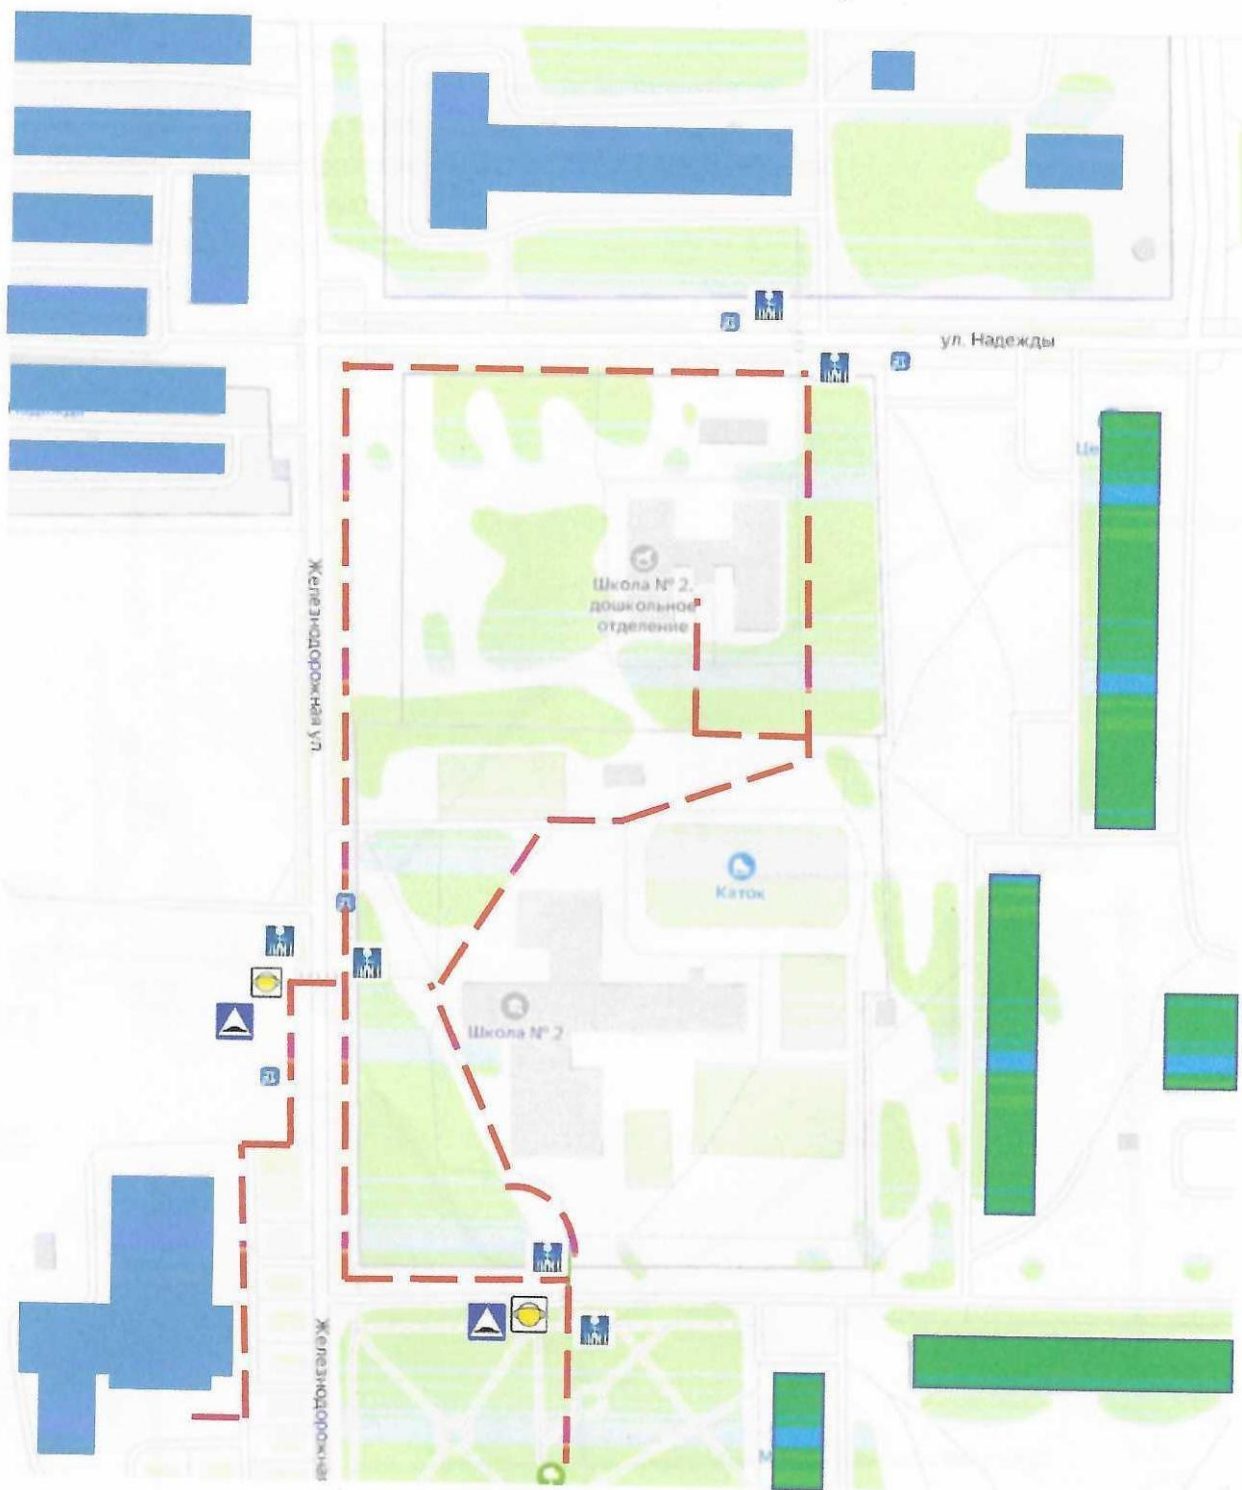 ул. Надежды
Железнодорожная ул.
Школа № 2,
дошкольное
отделение
Каток
Школа № 2
Железнодорожная